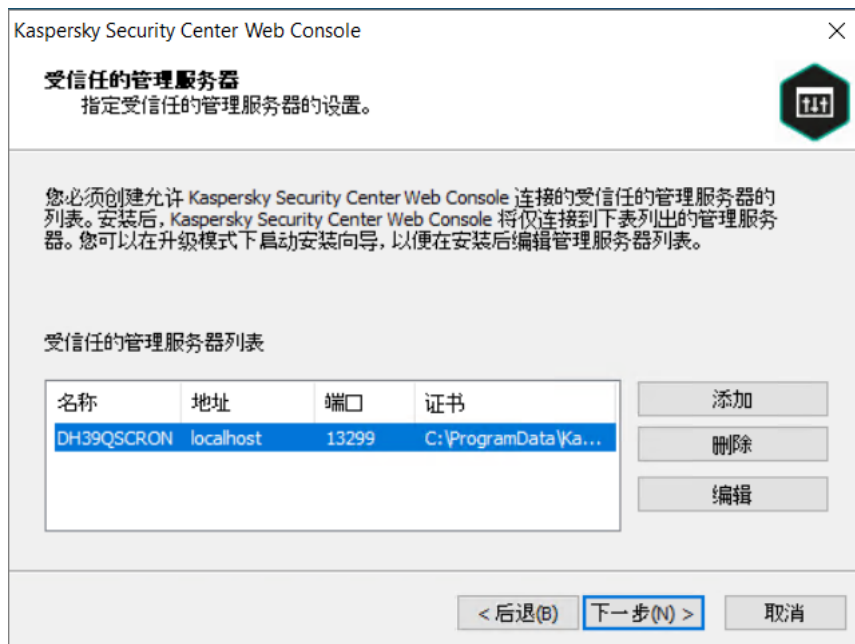 Kaspersky Security Center Web Console
受信任的管理服务器
指定受信任的管理服务器的设置。
您必须创建允许 Kaspersky Security Center Web Console 连接的受信任的管理服务器的
列表。安装后, Kaspersky Security Center Web Console 将仅连接到下表列出的管理服务
器。您可以在升级模式下启动安装向导, 以便在安装后编辑管理服务器列表。
受信任的管理服务器列表
名称 地址 端口 证书
DH39QSCRON localhost 13299 C:\ProgramData\Ka...
添加
删除
编辑
< 后退(B) 下一步(N) > 取消